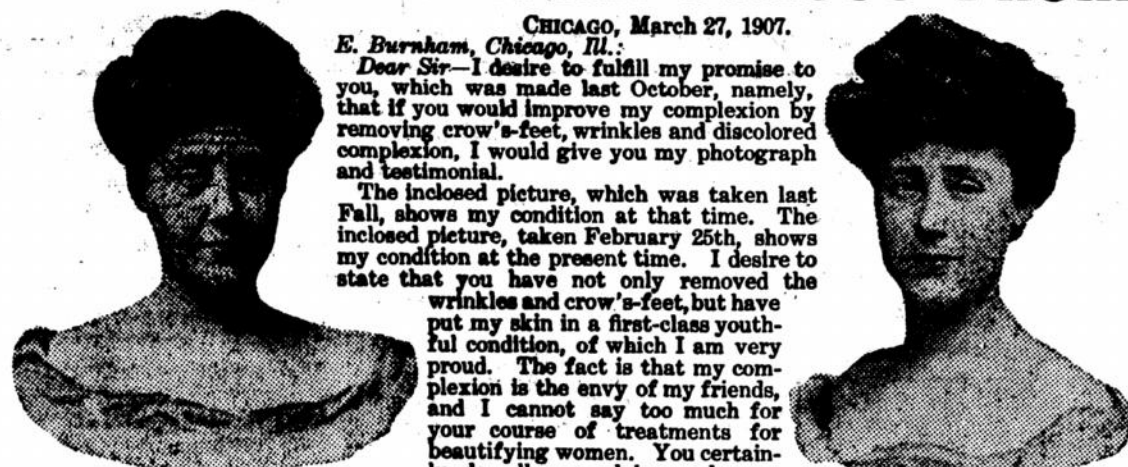 CHICAGO, March 27, 1907.
E. Burnham, Chicago, Ill.:
Dear Sir—I desire to fulfill my promise to
you, which was made last October, namely,
that if you would improve my complexion by
removing crow's-feet, wrinkles and discolored
complexion, I would give you my photograph
and testimonial.
The inclosed picture, which was taken last
Fall, shows my condition at that time. The
inclosed picture, taken February 25th, shows
my condition at the present time. I desire to
state that you have not only removed the
wrinkles and crow's-feet, but have
put my skin in a first-class youth-
ful condition, of which I am very
proud. The fact is that my com-
plexion is the envy of my friends,
and I cannot say too much for
your course of treatments for
beautifying women. You certain-